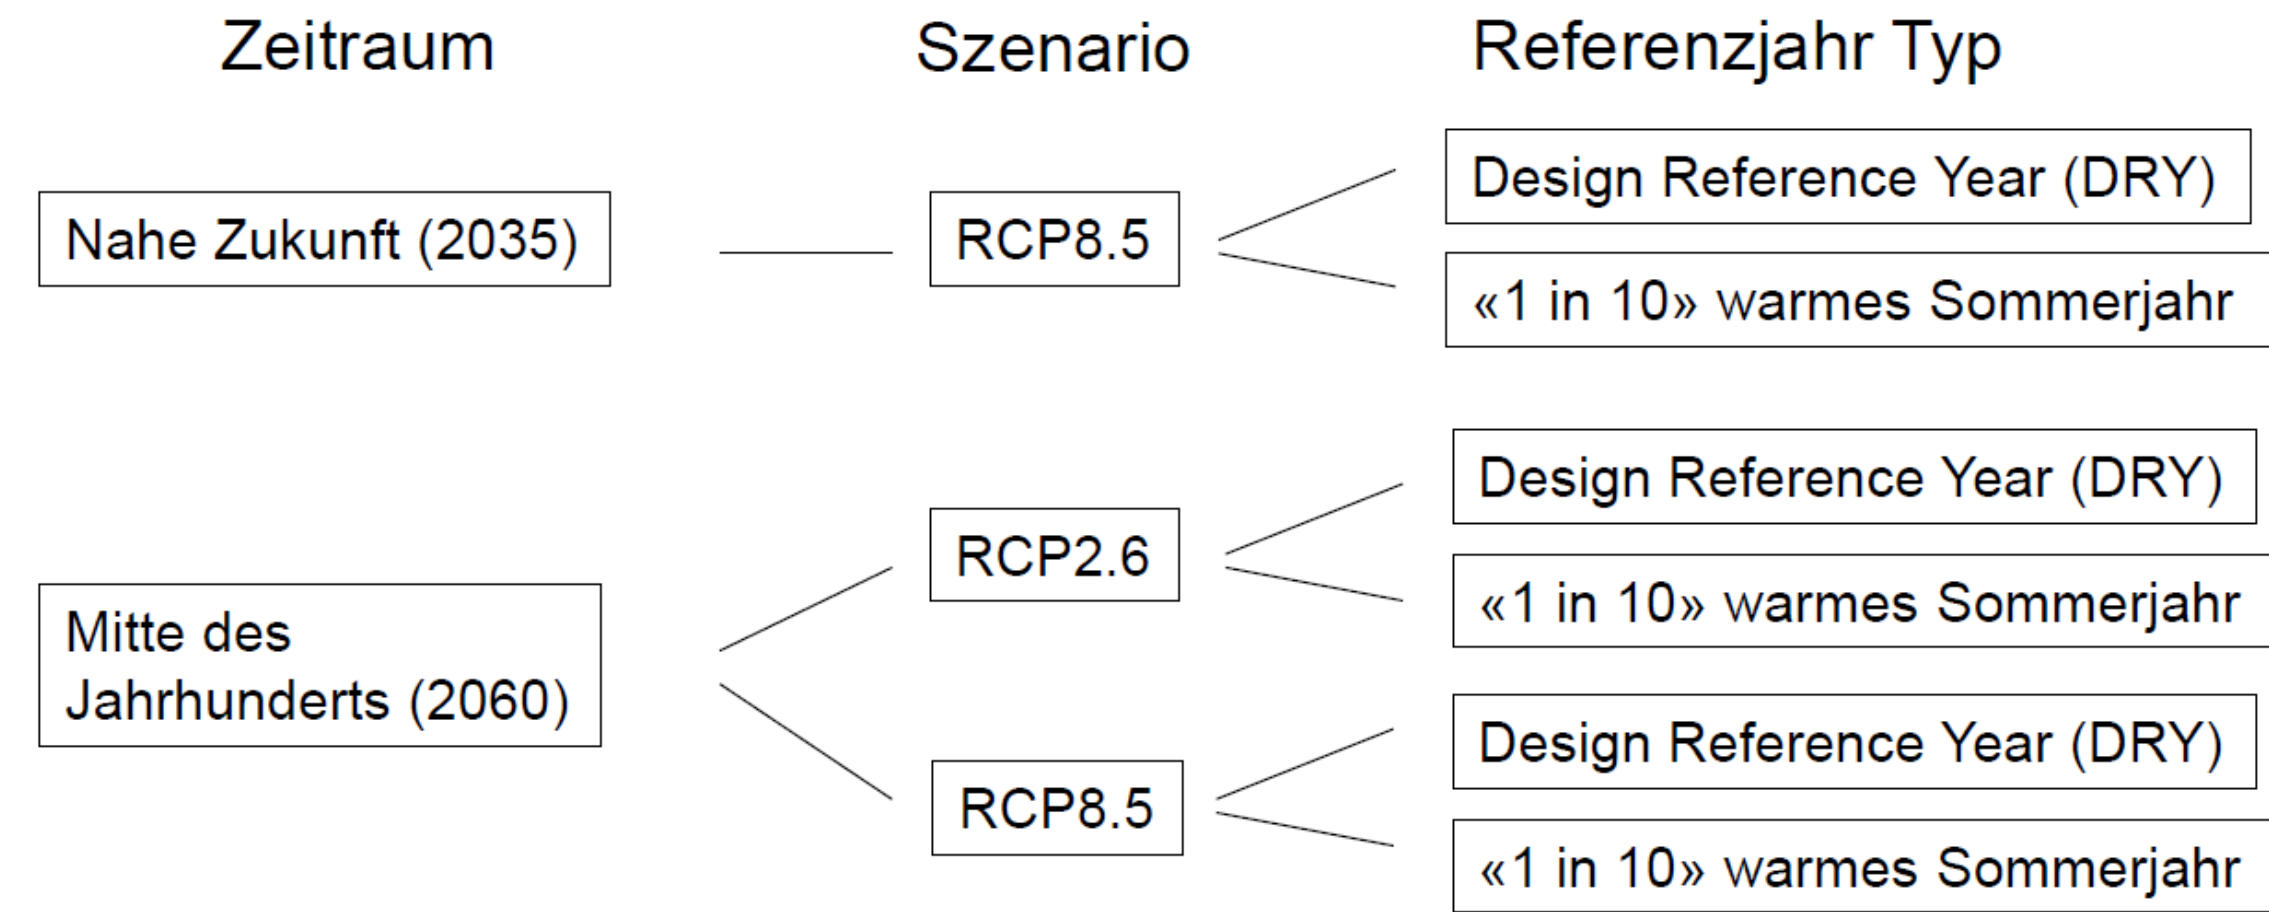 Zeitraum
Szenario
Referenzjahr Typ
Nahe Zukunft (2035)
RCP8.5
Design Reference Year (DRY)
«1 in 10» warmes Sommerjahr
Mitte des
Jahrhunderts (2060)
RCP2.6
Design Reference Year (DRY)
«1 in 10» warmes Sommerjahr
RCP8.5
Design Reference Year (DRY)
«1 in 10» warmes Sommerjahr